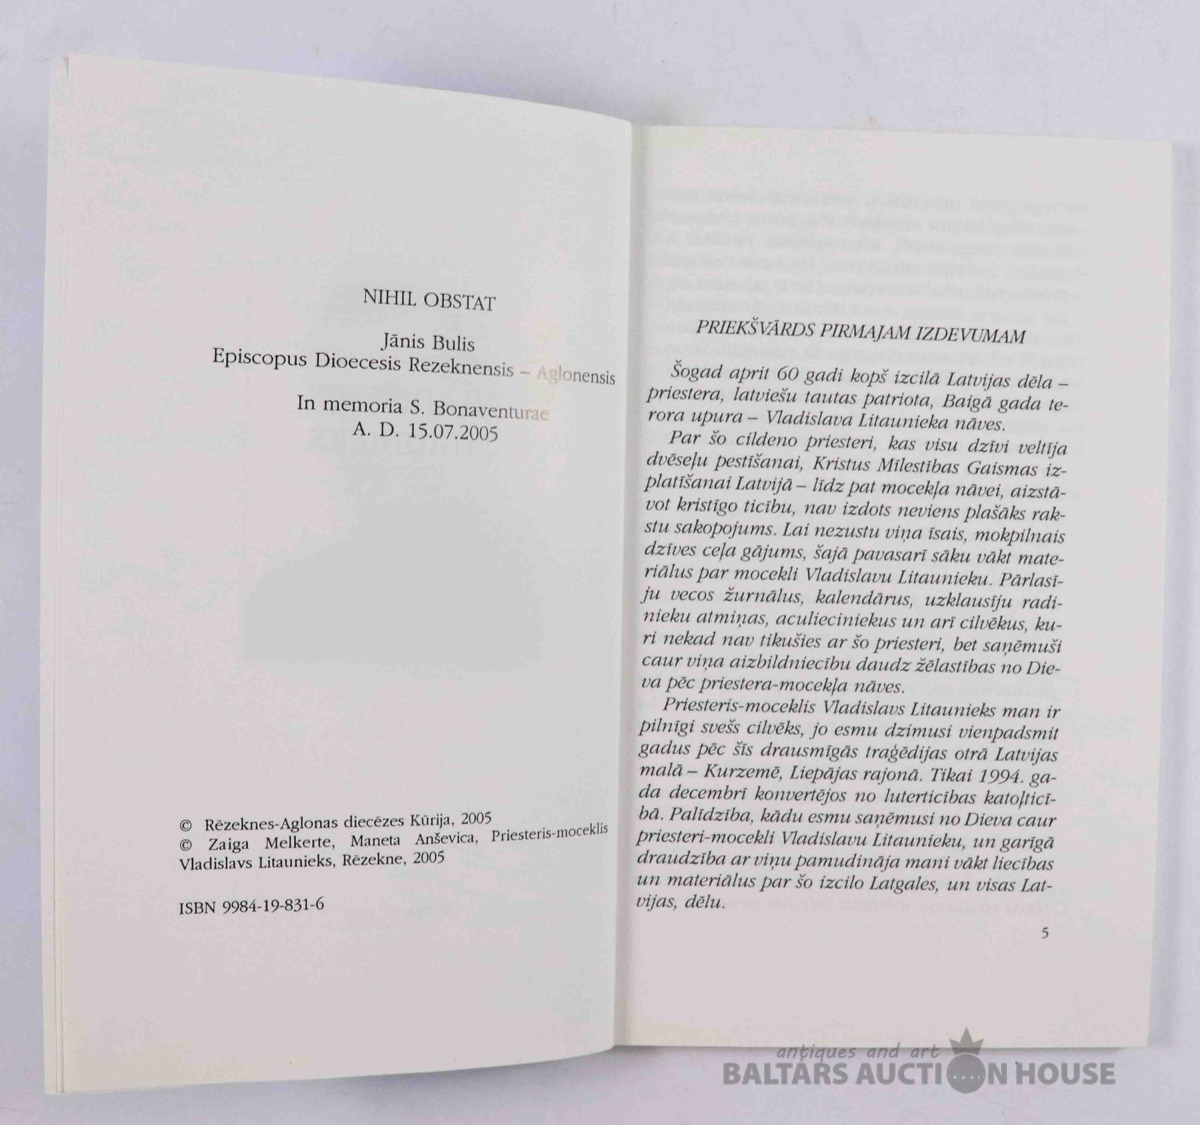 NIHIL OBSTAT
Jānis Bulis
Episcopus Dioecesis Rezeknensis – Aglonensis
In memoria S. Bonaventurae
A. D. 15.07.2005
© Rēzeknes-Aglonas diecēzes Kūrija, 2005
© Zaiga Melkerte, Maneta Anševica, Priesteris-moceklis
Vladislavs Litaunieks, Rēzekne, 2005
ISBN 9984-19-831-6
PRIEKŠVĀRDS PIRMAJAM IZDEVUMAM
Šogad aprit 60 gadi kopš izcilā Latvijas dēla –
priestera, latviešu tautas patriota, Baigā gada te-
rora upura – Vladislava Litaunieka nāves.
Par šo cildeno priesteri, kas visu dzīvi veltīja
dvēseļu pestīšanai, Kristus Mīlestības Gaismas iz-
platīšanai Latvijā – līdz pat mocekļa nāvei, aizstā-
vot kristīgo ticību, nav izdots neviens plašāks rak-
stu sakopojums. Lai nezustu viņa īsais, mokpilnais
dzīves ceļa gājums, šajā pavasarī sāku vākt mate-
riālus par mocekli Vladislavu Litaunieku. Pārlasī-
ju vecos žurnālus, kalendārus, uzklausīju radi-
nieku atmiņas, aculieciniekus un arī cilvēkus, ku-
ri nekad nav tikušies ar šo priesteri, bet saņēmuši
caur viņa aizbildniecību daudz žēlastības no Die-
va pēc priestera-mocekļa nāves.
Priesteris-moceklis Vladislavs Litaunieks man ir
pilnīgi svešs cilvēks, jo esmu dzimusi vienpadsmit
gadus pēc šīs drausmīgās traģēdijas otrā Latvijas
malā – Kurzemē, Liepājas rajonā. Tikai 1994. ga-
da decembrī konvertējos no luterticības katoļtici-
bā. Palīdzība, kādu esmu saņēmusi no Dieva caur
priesteri-mocekli Vladislavu Litaunieku, un garīgā
draudzība ar viņu pamudināja mani vākt liecības
un materiālus par šo izcilo Latgales, un visas Lat-
vijas, dēlu.
5
antiques and art
BALTARS AUCTION HOUSE